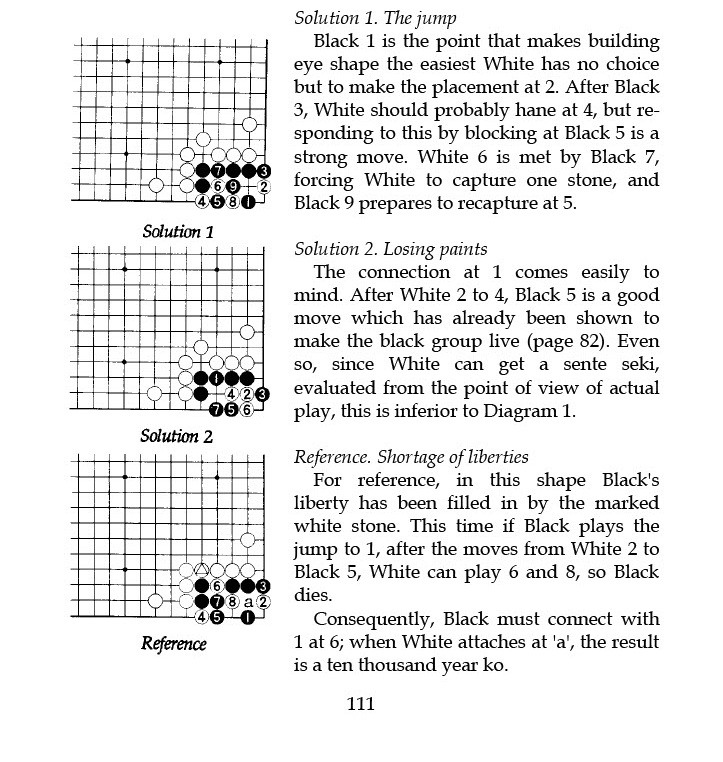 Solution 1. The jump
Black 1 is the point that makes building
eye shape the easiest White has no choice
but to make the placement at 2. After Black
3, White should probably hane at 4, but re-
sponding to this by blocking at Black 5 is a
strong move. White 6 is met by Black 7,
forcing White to capture one stone, and
Black 9 prepares to recapture at 5.
7 3
6 9 2
4 5 8 1
Solution 1
Solution 2. Losing paints
The connection at 1 comes easily to
mind. After White 2 to 4, Black 5 is a good
move which has already been shown to
make the black group live (page 82). Even
so, since White can get a sente seki,
evaluated from the point of view of actual
play, this is inferior to Diagram 1.
1
4 2 3
7 5 6
Solution 2
Reference. Shortage of liberties
For reference, in this shape Black's
liberty has been filled in by the marked
white stone. This time if Black plays the
jump to 1, after the moves from White 2 to
Black 5, White can play 6 and 8, so Black
dies.
Consequently, Black must connect with
1 at 6; when White attaches at 'a', the result
is a ten thousand year ko.
6 3
7 8 a 2
4 5 1
Reference
111